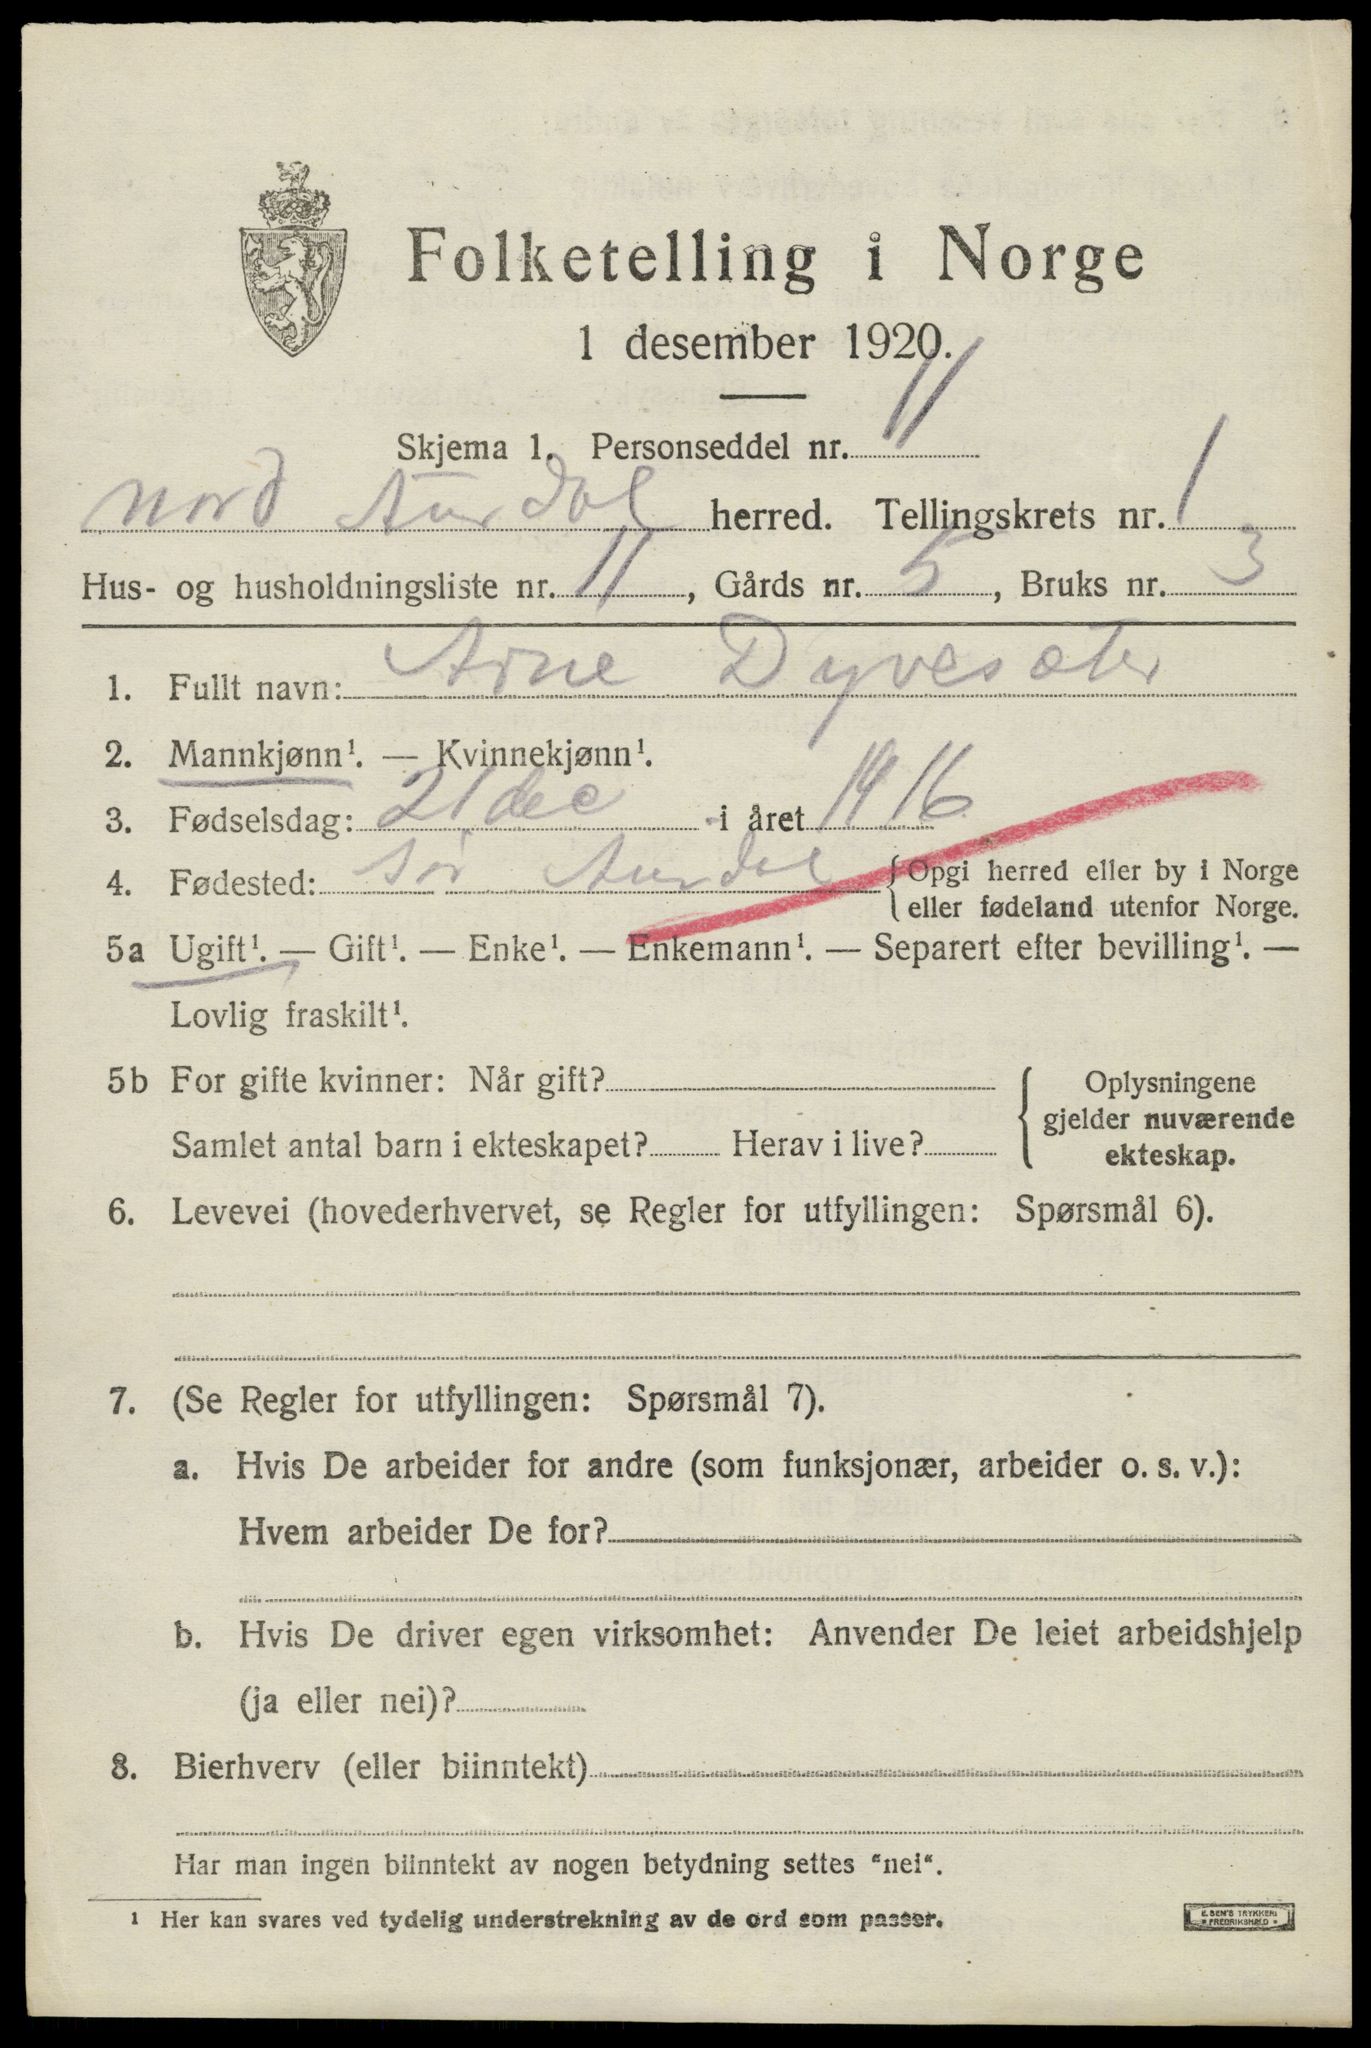 Folketelling i Norge
1 desember 1920.
Skjema 1. Personseddel nr. 11
Nord Aurdal herred. Tellingskrets nr. 1
Hus- og husholdningsliste nr. 11, Gårds nr. 5, Bruks nr. 3
1. Fullt navn: Arne Dyvesæter
2. Mannkjønn¹. — Kvinnekjønn¹.
3. Fødselsdag: 21 dec i året 1916
4. Fødested: Sør Aurdal { Opgi herred eller by i Norge
eller fødeland utenfor Norge.
5a Ugift¹. — Gift¹. — Enke¹. — Enkemann¹. — Separert efter bevilling¹. —
Lovlig fraskilt¹.
5b For gifte kvinner: Når gift? { Oplysningene
gjelder nuværende
Samlet antal barn i ekteskapet? Herav i live?
ekteskap.
6. Levevei (hovederhvervet, se Regler for utfyllingen: Spørsmål 6).
7. (Se Regler for utfyllingen: Spørsmål 7).
a. Hvis De arbeider for andre (som funksjonær, arbeider o. s. v.):
Hvem arbeider De for?
b. Hvis De driver egen virksomhet: Anvender De leiet arbeidshjelp
(ja eller nei)?
8. Bierhverv (eller biinntekt)
Har man ingen biinntekt av nogen betydning settes "nei".
¹ Her kan svares ved tydelig understrekning av de ord som passer.
E. SEM'S TRYKKERI
FREDRIKSHALD